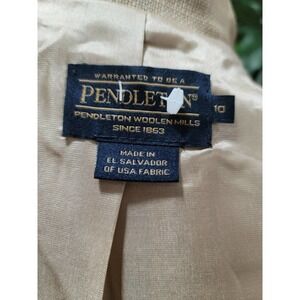 WARRANTED TO BE A
PENDLETON®
PENDLETON WOOLEN MILLS
SINCE 1863
10
MADE IN
EL SALVADOR
OF USA FABRIC